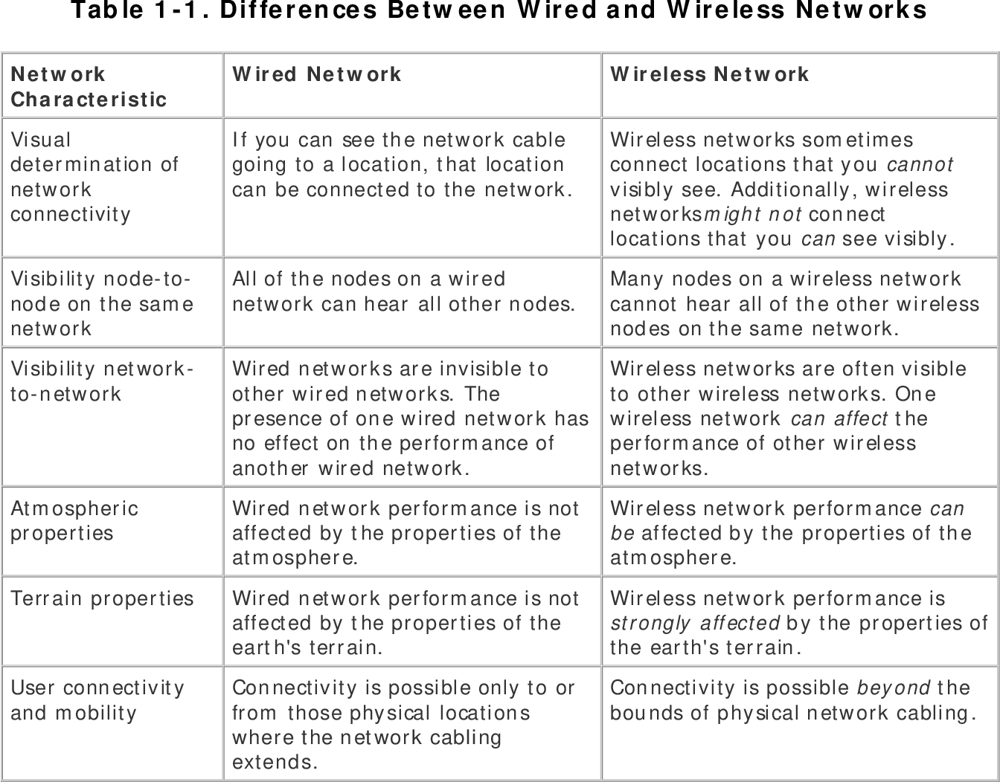 Table 1-1. Differences Between Wired and Wireless Networks
Network
Characteristic
Wired Network
Wireless Network
Visual
determination of
network
connectivity
If you can see the network cable
going to a location, that location
can be connected to the network.
Wireless networks sometimes
connect locations that you cannot
visibly see. Additionally, wireless
networksmight not connect
locations that you can see visibly.
Visibility node-to-
node on the same
network
All of the nodes on a wired
network can hear all other nodes.
Many nodes on a wireless network
cannot hear all of the other wireless
nodes on the same network.
Visibility network-
to-network
Wired networks are invisible to
other wired networks. The
presence of one wired network has
no effect on the performance of
another wired network.
Wireless networks are often visible
to other wireless networks. One
wireless network can affect the
performance of other wireless
networks.
Atmospheric
properties
Wired network performance is not
affected by the properties of the
atmosphere.
Wireless network performance can
be affected by the properties of the
atmosphere.
Terrain properties
Wired network performance is not
affected by the properties of the
earth's terrain.
Wireless network performance is
strongly affected by the properties of
the earth's terrain.
User connectivity
and mobility
Connectivity is possible only to or
from those physical locations
where the network cabling
extends.
Connectivity is possible beyond the
bounds of physical network cabling.